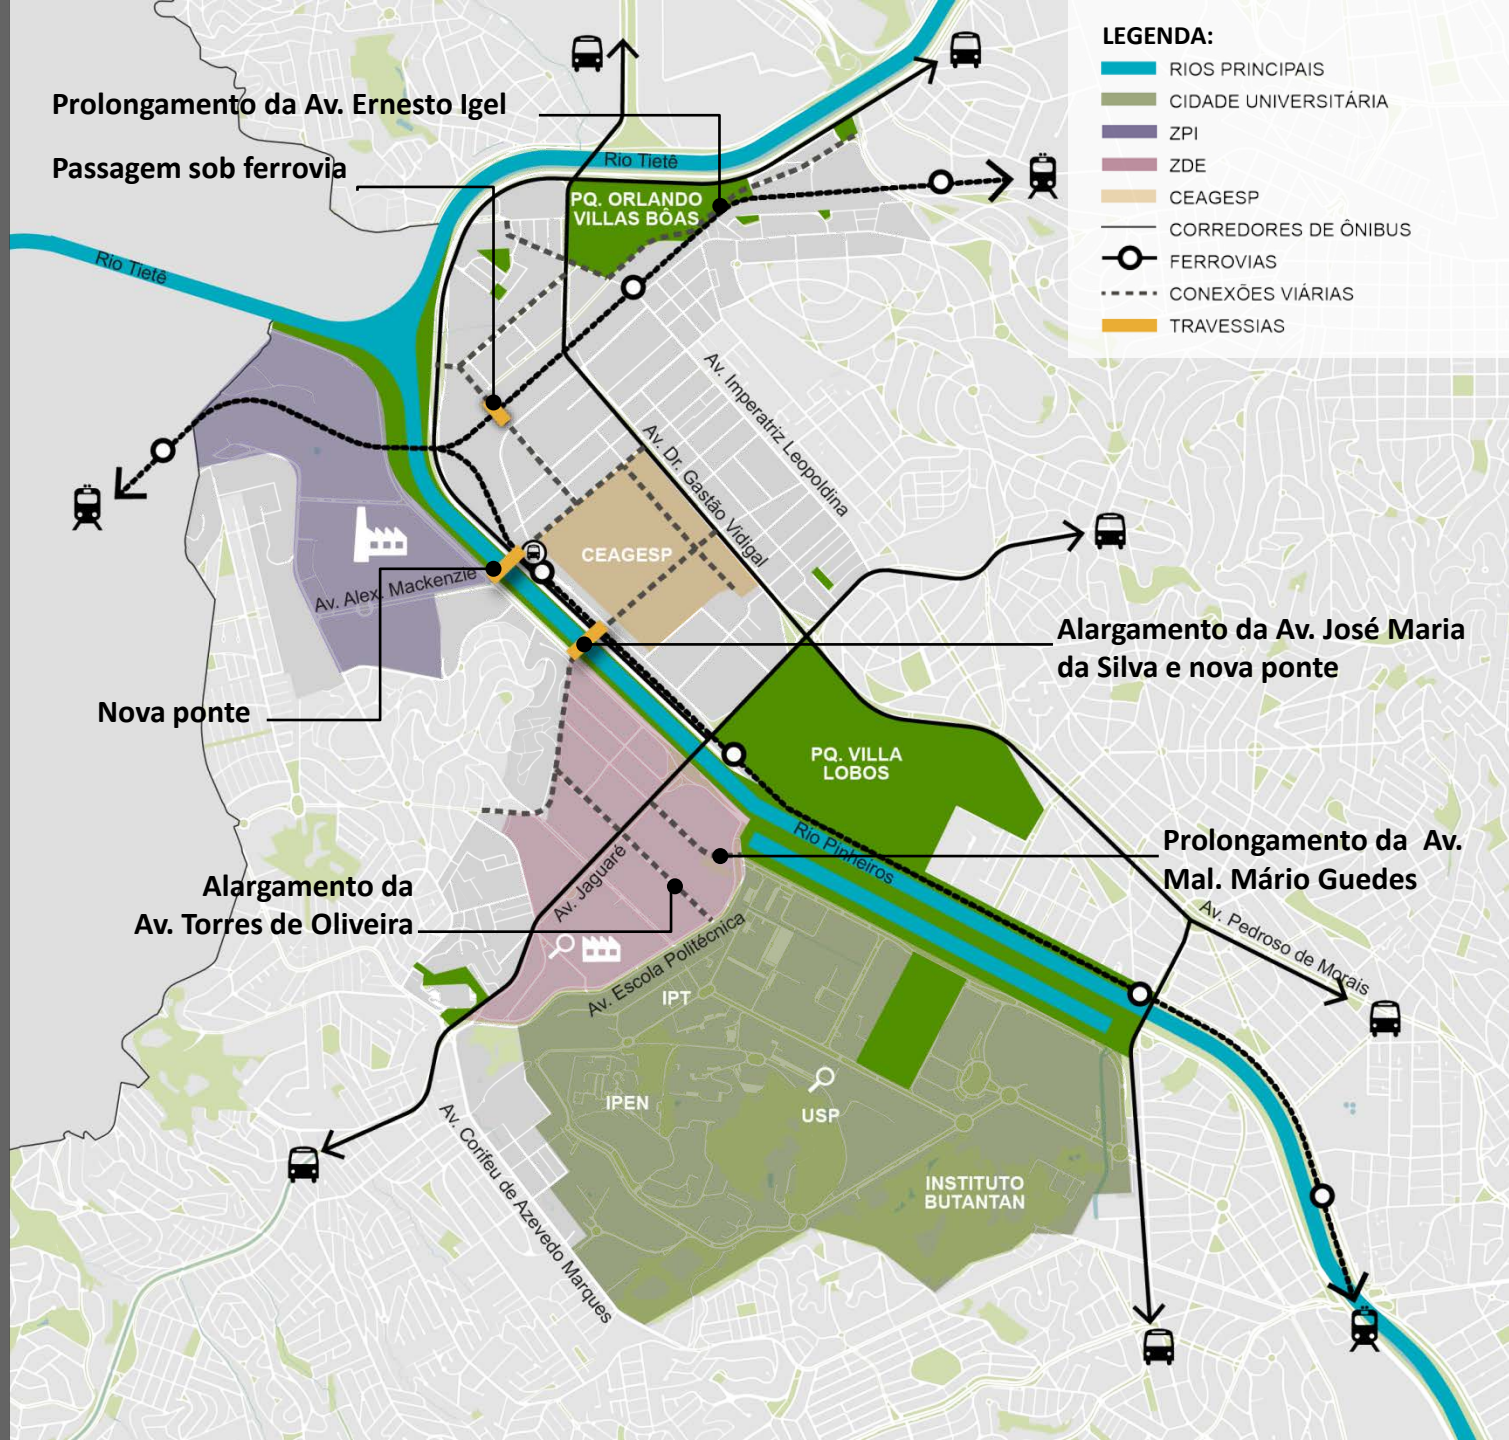 LEGENDA:
RIOS PRINCIPAIS
CIDADE UNIVERSITÁRIA
ZPI
ZDE
CEAGESP
CORREDORES DE ÔNIBUS
FERROVIAS
CONEXÕES VIÁRIAS
TRAVESSIAS
Prolongamento da Av. Ernesto Igel
Passagem sob ferrovia
Rio Tietê
PQ. ORLANDO
VILLAS BÔAS
Rio Tietê
Av. Imperatriz Leopoldina
Av. Dr. Gastão Vidigal
CEAGESP
Av. Alex. Mackenzie
Alargamento da Av. José Maria
da Silva e nova ponte
Nova ponte
PQ. VILLA
LOBOS
Rio Pinheiros
Prolongamento da Av.
Mal. Mário Guedes
Alargamento da
Av. Torres de Oliveira
Av. Jaguaré
Av. Pedroso de Morais
Av. Escola Politécnica
IPT
IPEN
USP
Av. Corifeu de Azevedo Marques
INSTITUTO
BUTANTAN